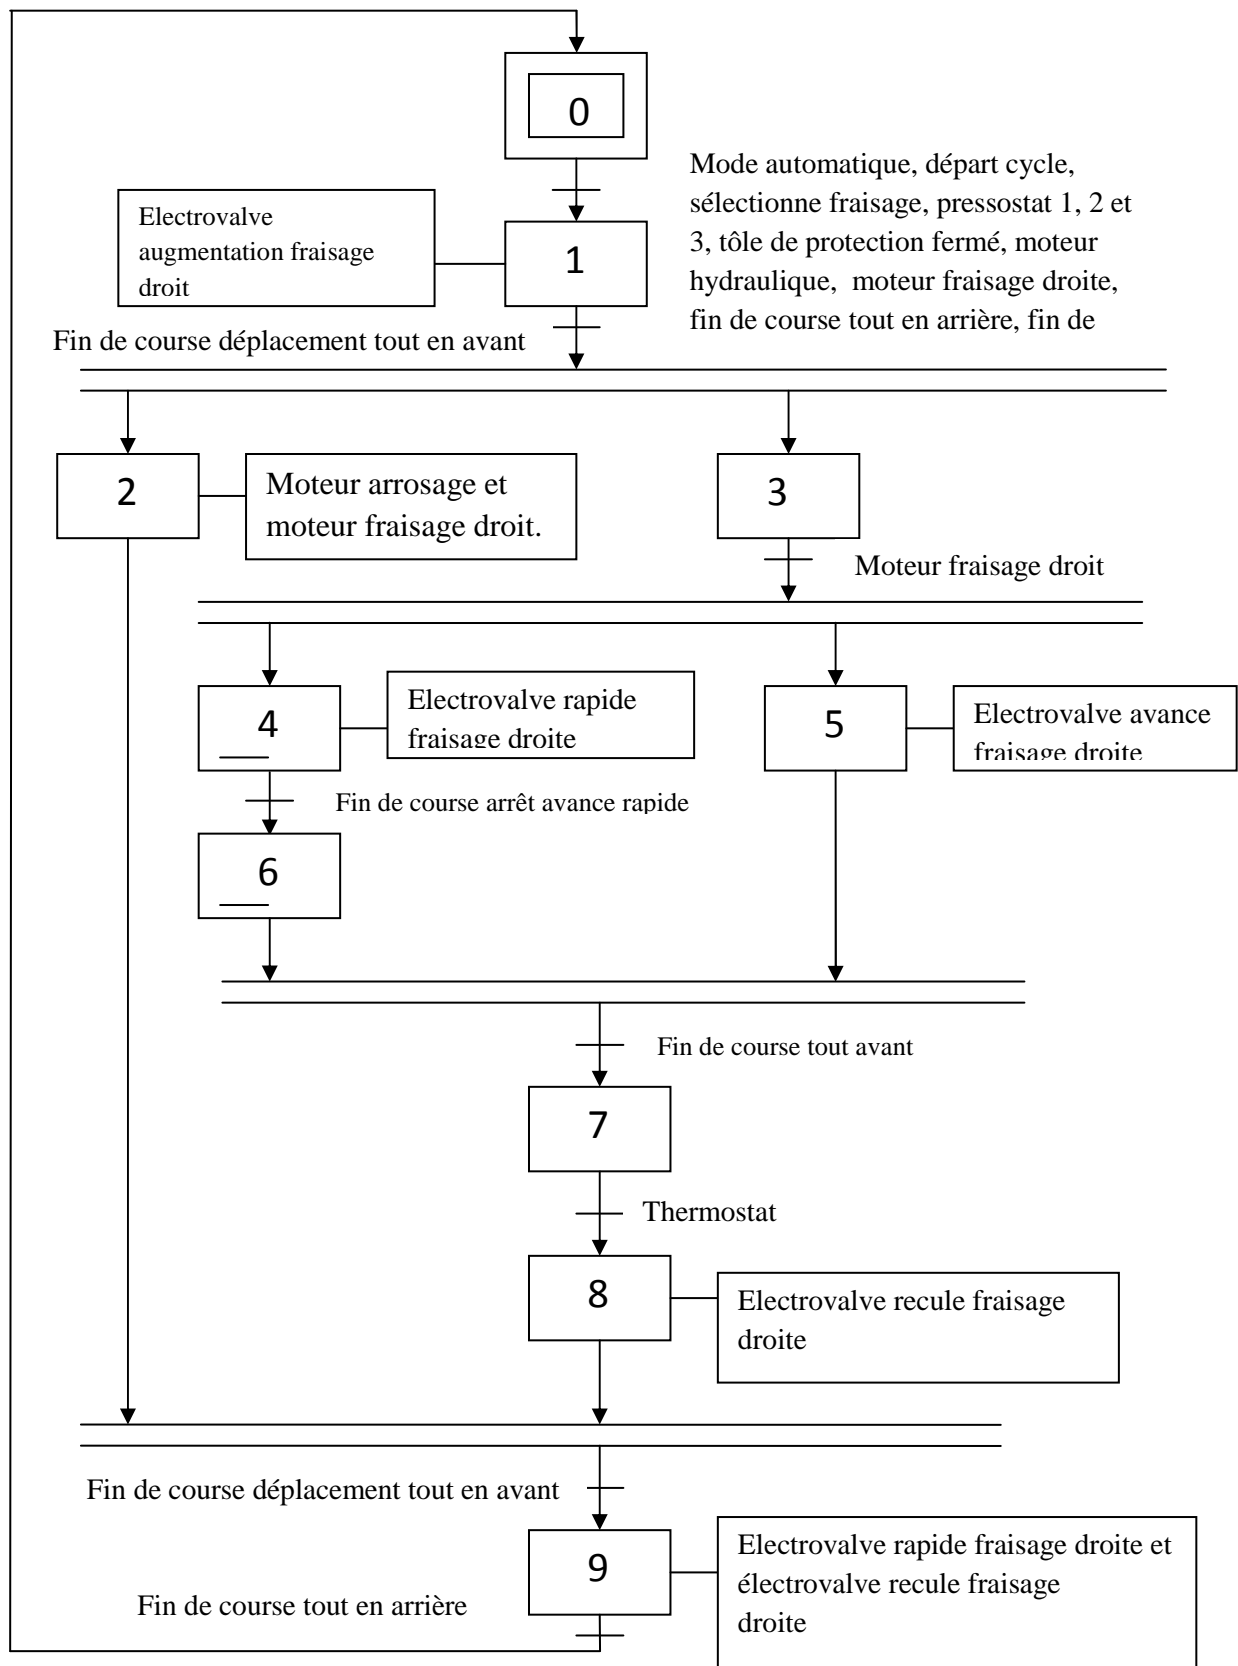 0
Mode automatique, départ cycle,
sélectionne fraisage, pressostat 1, 2 et
3, tôle de protection fermé, moteur
hydraulique, moteur fraisage droite,
fin de course tout en arrière, fin de
Electrovalve
augmentation fraisage
droit
1
Fin de course déplacement tout en avant
2
Moteur arrosage et
moteur fraisage droit.
3
Moteur fraisage droit
4
Electrovalve rapide
fraisage droite
5
Electrovalve avance
fraisage droite
Fin de course arrêt avance rapide
6
Fin de course tout avant
7
Thermostat
8
Electrovalve recule fraisage
droite
Fin de course déplacement tout en avant
9
Electrovalve rapide fraisage droite et
électrovalve recule fraisage
droite
Fin de course tout en arrière